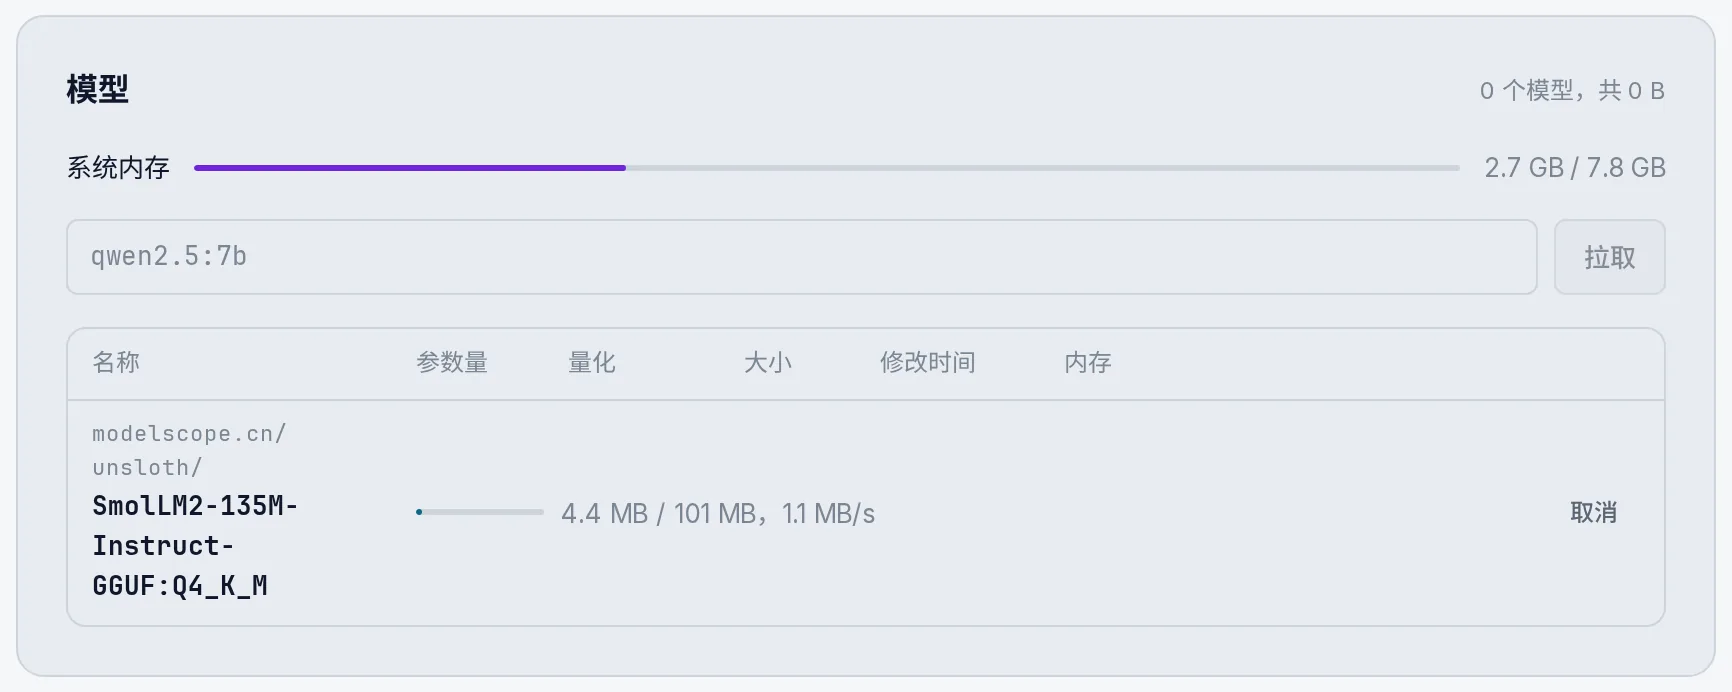 模型
0 个模型，共 0 B
系统内存
2.7 GB / 7.8 GB
qwen2.5:7b
拉取
名称 参数量 量化 大小 修改时间 内存
modelscope.cn/
unsloth/
SmolLM2-135M-
Instruct-
GGUF:Q4_K_M
4.4 MB / 101 MB，1.1 MB/s
取消